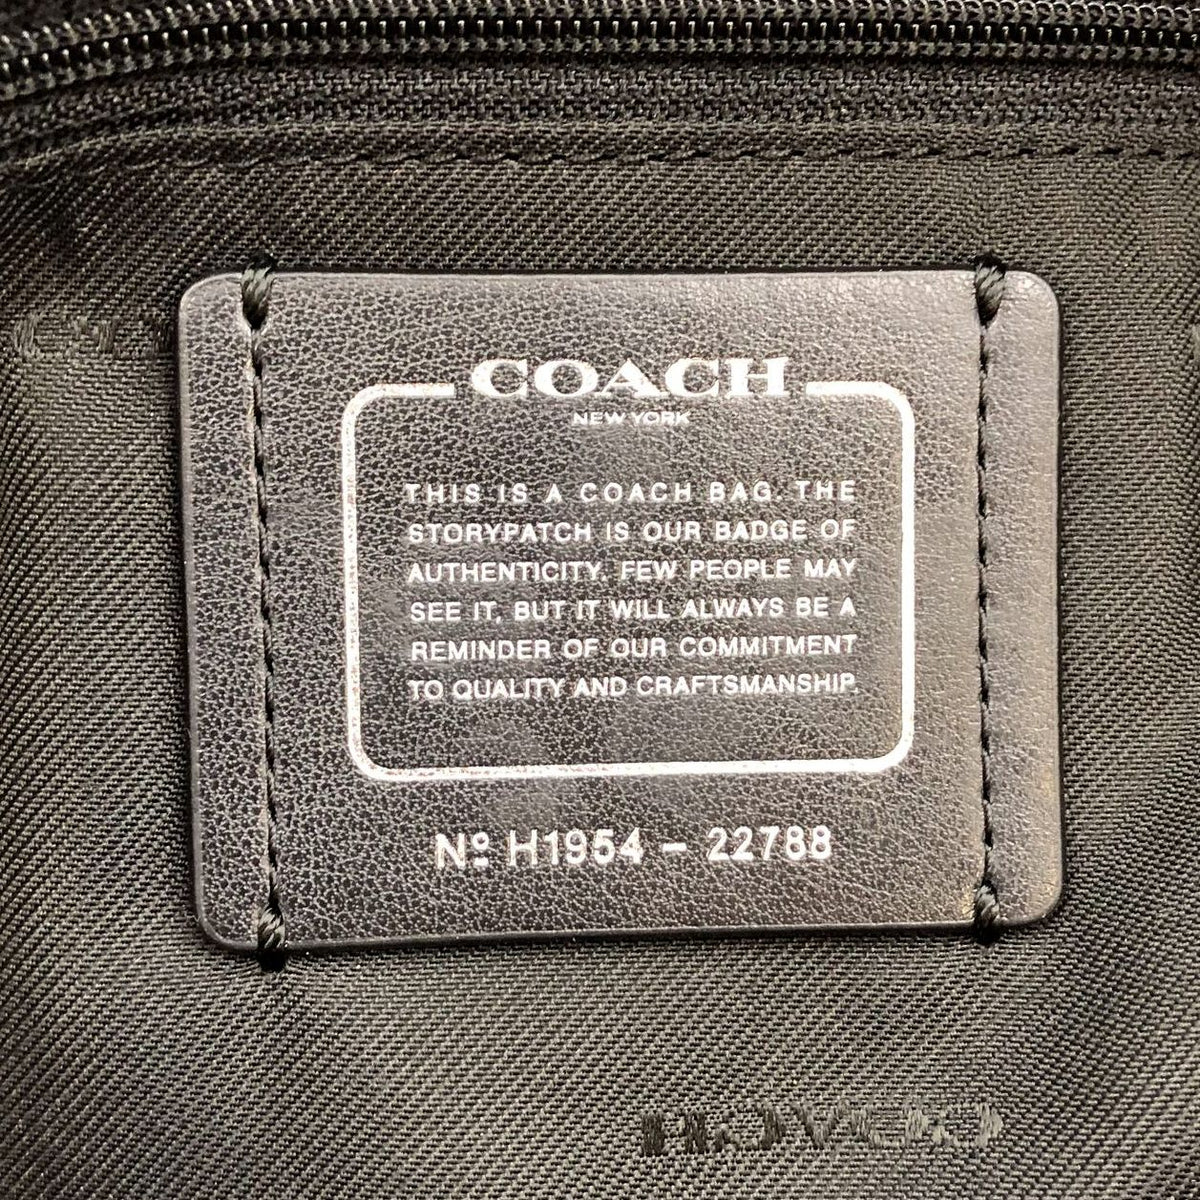 COACH
NEW YORK
THIS IS A COACH BAG. THE
STORYPATCH IS OUR BADGE OF
AUTHENTICITY. FEW PEOPLE MAY
SEE IT, BUT IT WILL ALWAYS BE A
REMINDER OF OUR COMMITMENT
TO QUALITY AND CRAFTSMANSHIP.
Nº H1954 - 22788
COACH